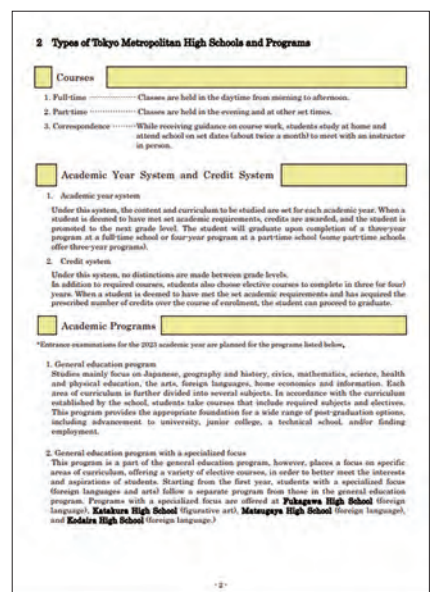 2 Types of Tokyo Metropolitan High Schools and Programs
Courses
1. Full-time ·············· Classes are held in the daytime from morning to afternoon.
2. Part-time ·············· Classes are held in the evening and at other set times.
3. Correspondence ········ While receiving guidance on course work, students study at home and
attend school on set dates (about twice a month) to meet with an instructor
in person.
Academic Year System and Credit System
1. Academic year system
Under this system, the content and curriculum to be studied are set for each academic year. When a
student is deemed to have met set academic requirements, credits are awarded, and the student is
promoted to the next grade level. The student will graduate upon completion of a three-year
program at a full-time school or four-year program at a part-time school (some part-time schools
offer three-year programs).
2. Credit system
Under this system, no distinctions are made between grade levels.
In addition to required courses, students also choose elective courses to complete in three (or four)
years. When a student is deemed to have met the set academic requirements and has acquired the
prescribed number of credits over the course of enrolment, the student can proceed to graduate.
Academic Programs
*Entrance examinations for the 2023 academic year are planned for the programs listed below.
1. General education program
Studies mainly focus on Japanese, geography and history, civics, mathematics, science, health
and physical education, the arts, foreign languages, home economics and information. Each
area of curriculum is further divided into several subjects. In accordance with the curriculum
established by the school, students take courses that include required subjects and electives.
This program provides the appropriate foundation for a wide range of post-graduation options,
including advancement to university, junior college, a technical school, and/or finding
employment.
2. General education program with a specialized focus
This program is a part of the general education program, however, places a focus on specific
areas of curriculum, offering a variety of elective courses, in order to better meet the interests
and aspirations of students. Starting from the first year, students with a specialized focus
(foreign languages and arts) follow a separate program from those in the general education
program. Programs with a specialized focus are offered at Fukagawa High School (foreign
language), Katakura High School (figurative art), Matsugaya High School (foreign language),
and Kodaira High School (foreign language.)
- 2 -